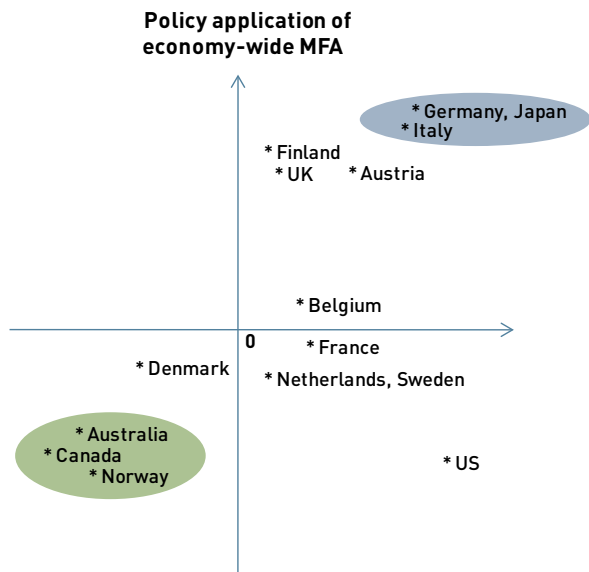 Policy application of
economy-wide MFA
* Germany, Japan
* Italy
* Finland
* UK
* Austria
* Belgium
0
* France
* Denmark
* Netherlands, Sweden
* Australia
* Canada
* Norway
* US